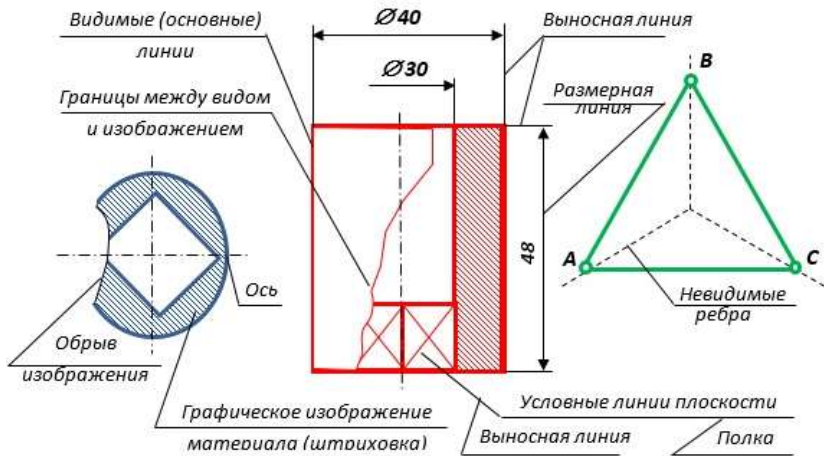 Видимые (основные)
линии
Ø40
Выносная линия
Ø30
Границы между видом
и изображением
Размерная
линия
B
48
A
C
Ось
Невидимые
ребра
Обрыв
изображения
Графическое изображение
материала (штриховка)
Условные линии плоскости
Выносная линия
Полка